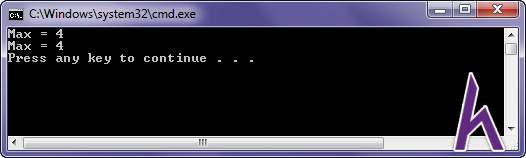 C:\Windows\system32\cmd.exe
Max = 4
Max = 4
Press any key to continue . . .